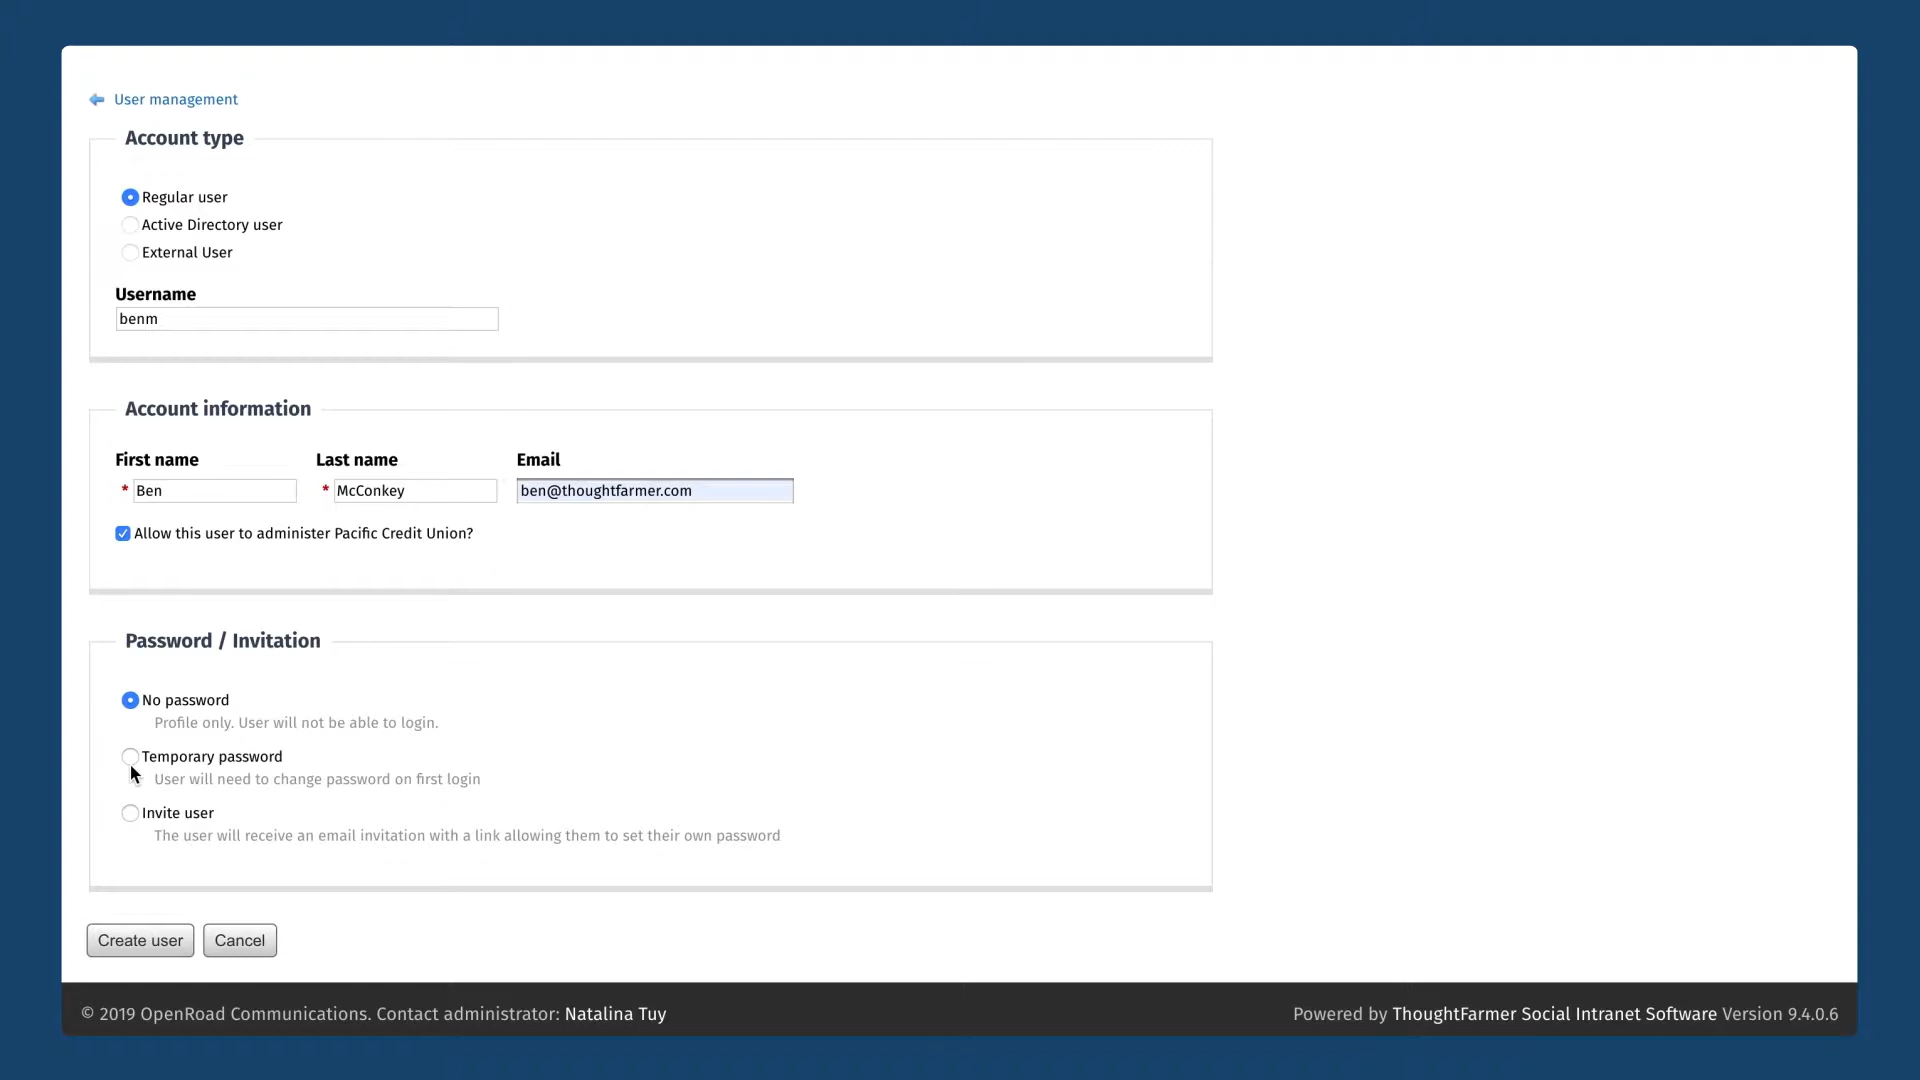 User management
Account type
Regular user
Active Directory user
External User
Username
benm
Account information
First name Last name Email
* Ben * McConkey ben@thoughtfarmer.com
Allow this user to administer Pacific Credit Union?
Password / Invitation
No password
Profile only. User will not be able to login.
Temporary password
User will need to change password on first login
Invite user
The user will receive an email invitation with a link allowing them to set their own password
Create user Cancel
© 2019 OpenRoad Communications. Contact administrator: Natalina Tuy Powered by ThoughtFarmer Social Intranet Software Version 9.4.0.6